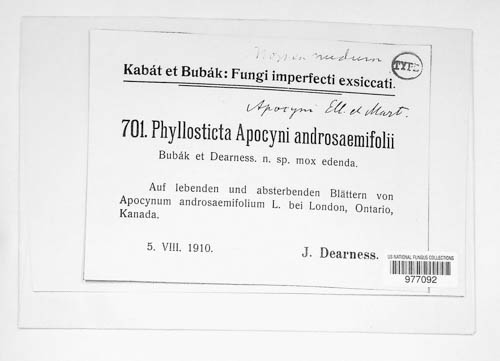 Nomen nudum
TYPE
Kabát et Bubák: Fungi imperfecti exsiccati.
Apocyni Ell. et Mart.
701. Phyllosticta Apocyni androsaemifolii
Bubák et Dearness. n. sp. mox edenda.
Auf lebenden und absterbenden Blättern von
Apocynum androsaemifolium L. bei London, Ontario,
Kanada.
5. VIII. 1910.
J. Dearness.
US NATIONAL FUNGUS COLLECTIONS
977092